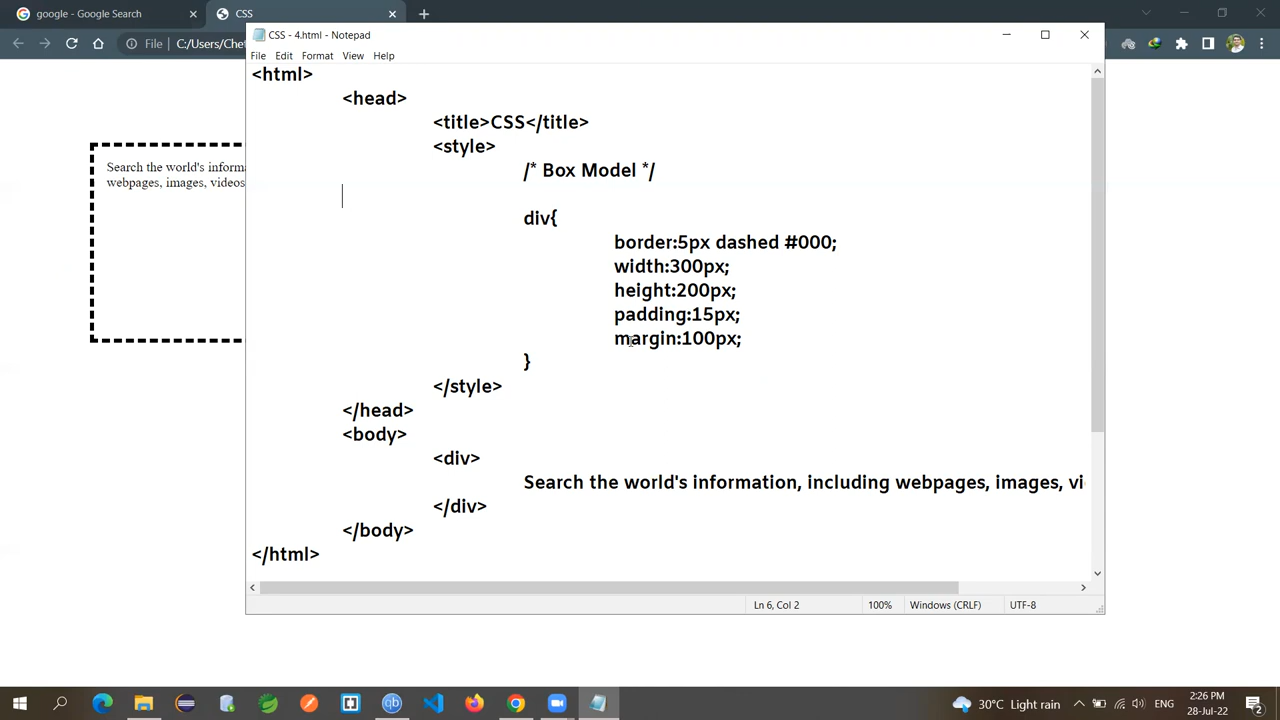 google - Google Search
CSS
File
C:/Users/Che
CSS - 4.html - Notepad
File Edit Format View Help
<html>
<head>
<title>CSS</title>
<style>
/* Box Model */
div{
border:5px dashed #000;
width:300px;
height:200px;
padding:15px;
margin:100px;
}
</style>
</head>
<body>
<div>
Search the world's information, including webpages, images, vi
</div>
</body>
</html>
Search the world's informa
webpages, images, videos
Ln 6, Col 2
100%
Windows (CRLF)
UTF-8
30°C Light rain
ENG
2:26 PM
28-Jul-22
2